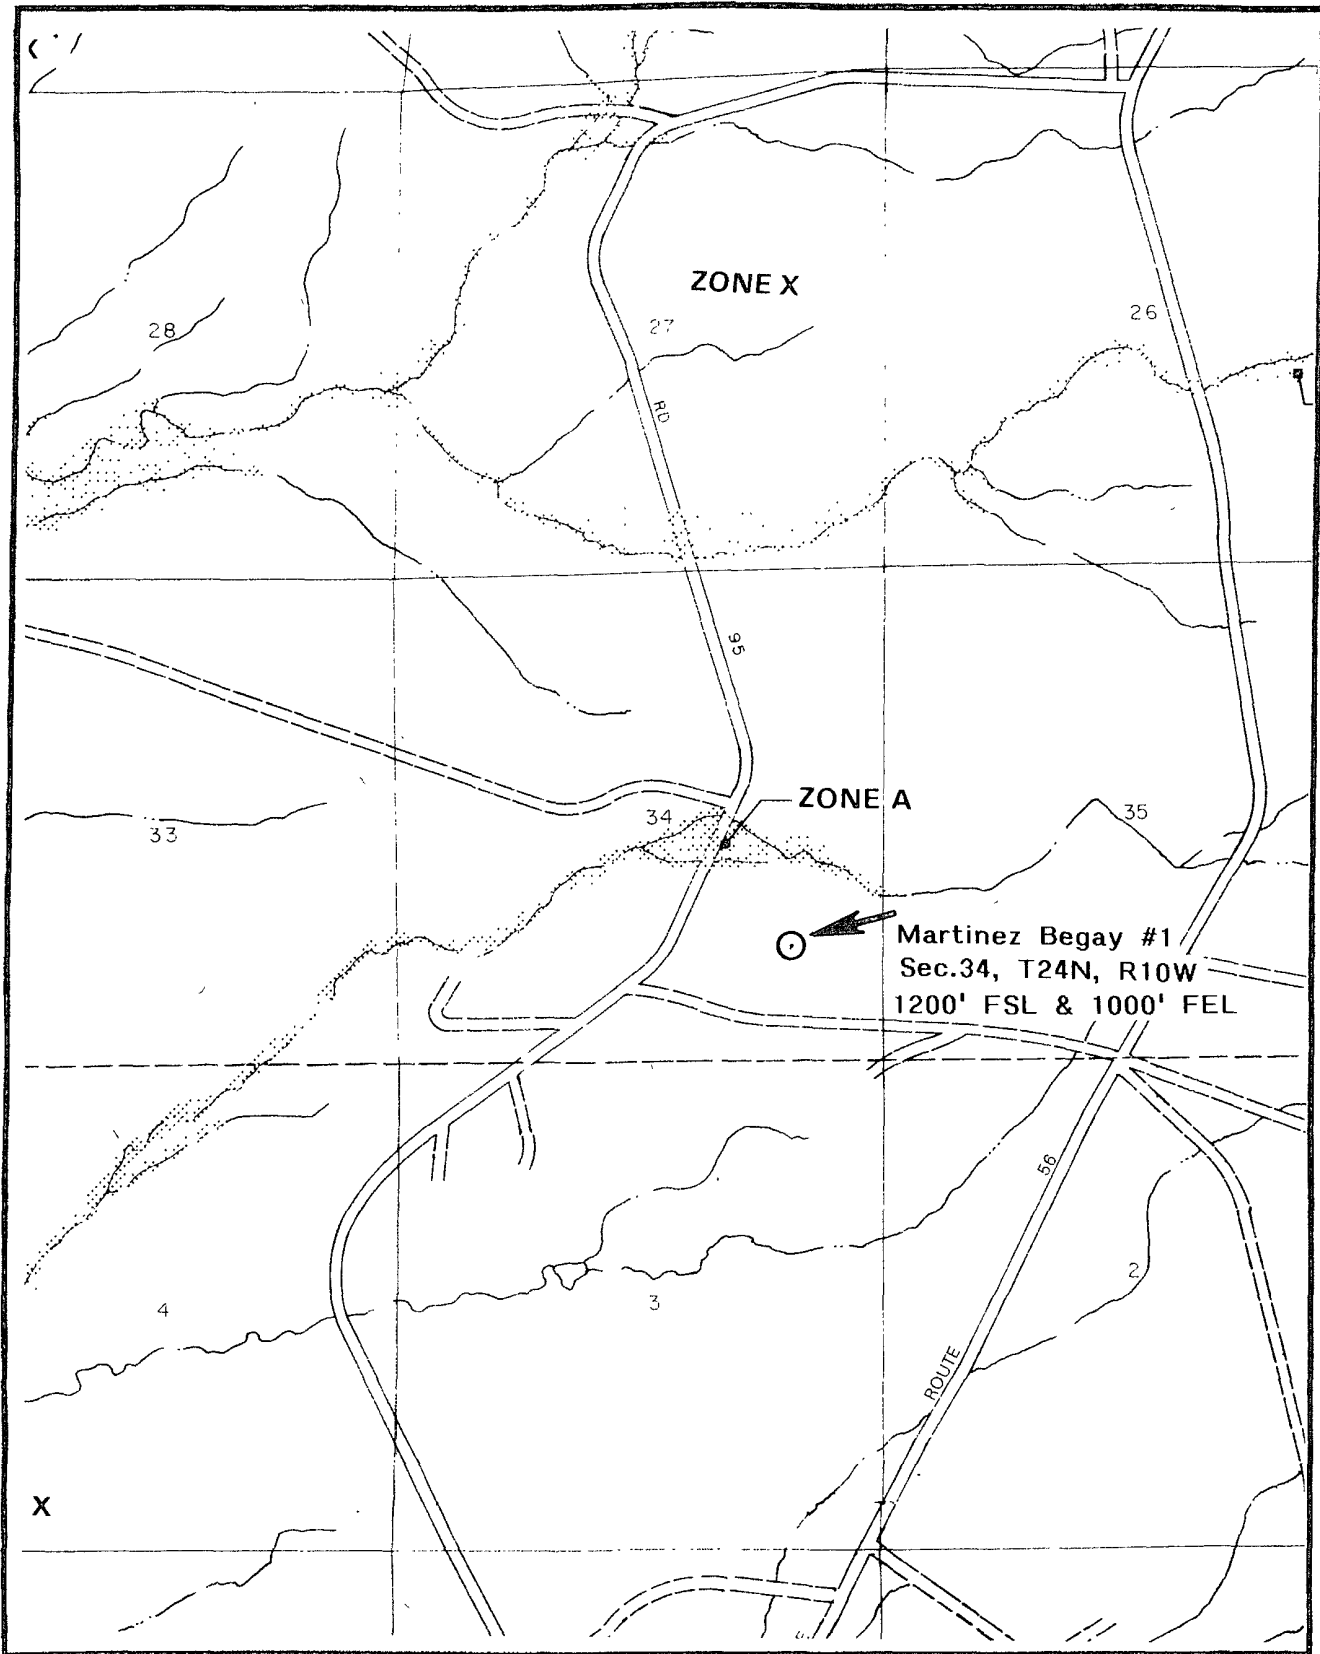 ZONE X
28
27
26
RD
95
ZONE A
33
34
35
Martinez Begay #1
Sec.34, T24N, R10W
1200' FSL & 1000' FEL
56
2
4
3
ROUTE
X